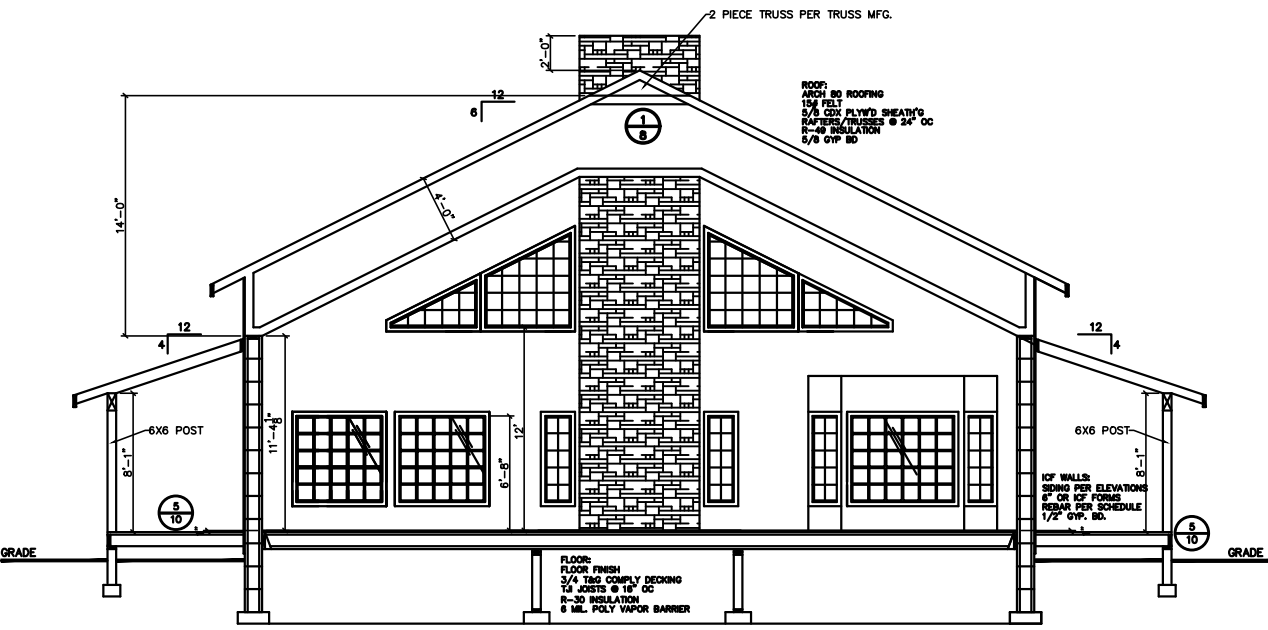 2 PIECE TRUSS PER TRUSS MFG.
2'-0"
ROOF:
ARCH 80 ROOFING
15# FELT
5/8 CDX PLYW'D SHEATH'G
RAFTERS/TRUSSES @ 24" OC
R-49 INSULATION
5/8 GYP BD
12
6
1
8
14'-0"
4'-0"
12
4
12
4
6X6 POST
8'-1"
11'-4 1/8"
6'-8"
12'
6X6 POST
8'-1"
ICF WALLS:
SIDING PER ELEVATIONS
6" OR ICF FORMS
REBAR PER SCHEDULE
1/2" GYP. BD.
5
10
5
10
GRADE
GRADE
FLOOR:
FLOOR FINISH
3/4 T&G COMPLY DECKING
TJI JOISTS @ 16" OC
R-30 INSULATION
6 MIL. POLY VAPOR BARRIER